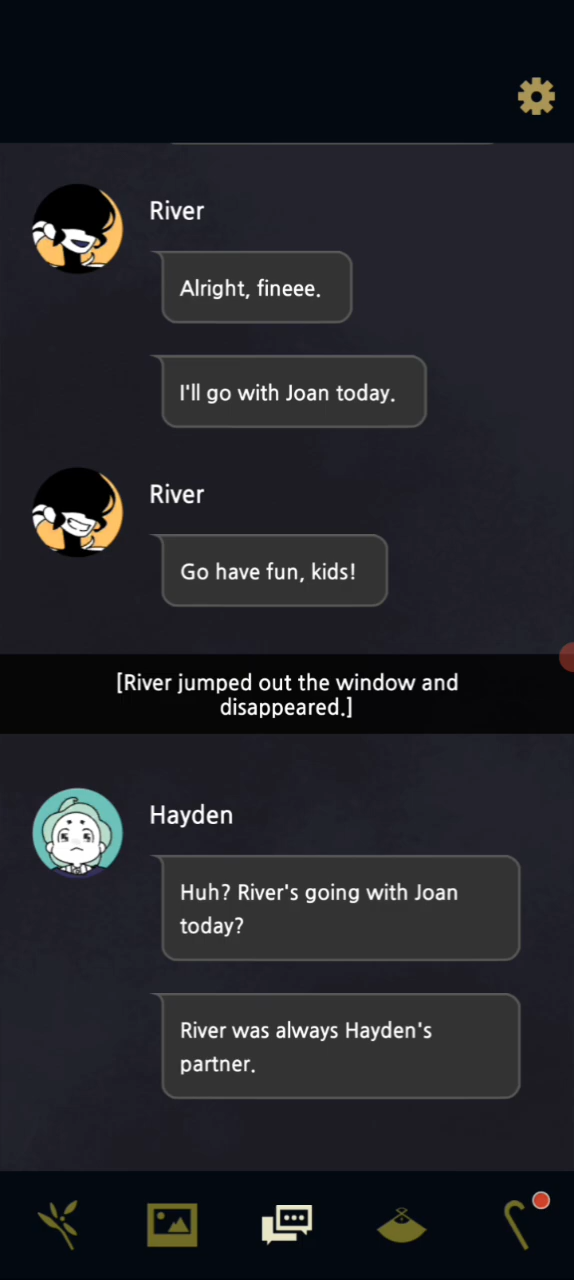 River
Alright, fineee.
I'll go with Joan today.
River
Go have fun, kids!
[River jumped out the window and
disappeared.]
Hayden
Huh? River's going with Joan
today?
River was always Hayden's
partner.